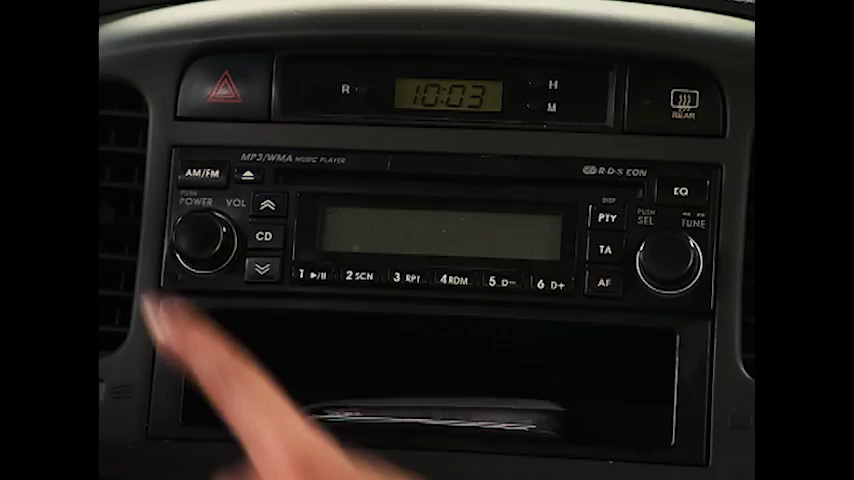 R 10:03 H
M
REAR
MP3/WMA MUSIC PLAYER
R·D·S EON
AM/FM
EQ
PUSH
POWER VOL
CD
DISP
PTY
TA
AF
PUSH
SEL
TUNE
1 2 SCN 3 RPT 4 RDM 5 D− 6 D+